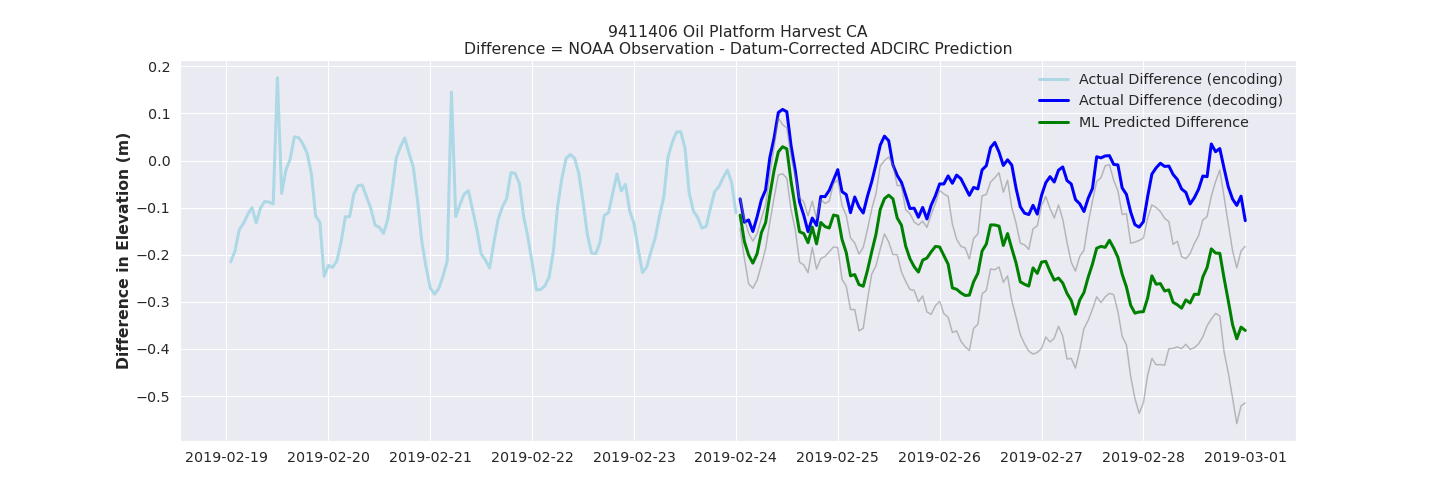 9411406 Oil Platform Harvest CA
Difference = NOAA Observation - Datum-Corrected ADCIRC Prediction
Difference in Elevation (m)
0.2
0.1
0.0
−0.1
−0.2
−0.3
−0.4
−0.5
Actual Difference (encoding)
Actual Difference (decoding)
ML Predicted Difference
2019-02-19 2019-02-20 2019-02-21 2019-02-22 2019-02-23 2019-02-24 2019-02-25 2019-02-26 2019-02-27 2019-02-28 2019-03-01